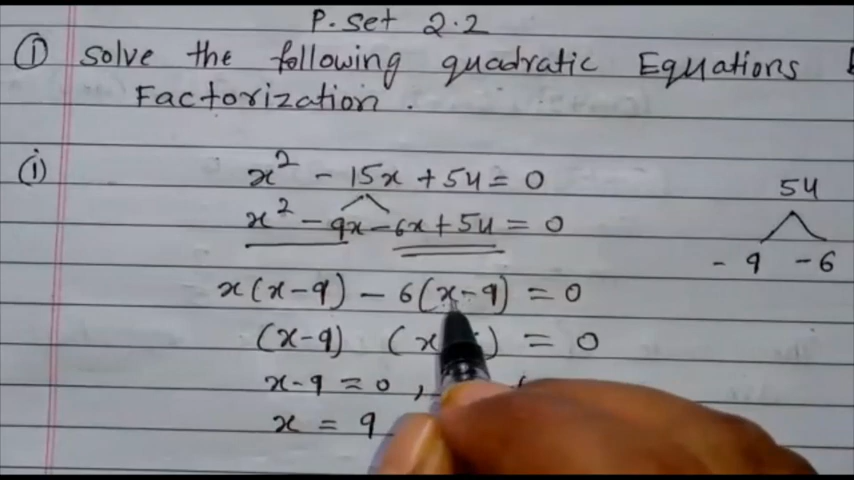 P. Set 2.2
① Solve the following quadratic Equations
Factorization.
(i) x² - 15x + 54 = 0
54
x² - 9x - 6x + 54 = 0
- 9 - 6
x(x-9) - 6(x-9) = 0
(x-9) (x ) = 0
x-9 = 0 ,
x = 9